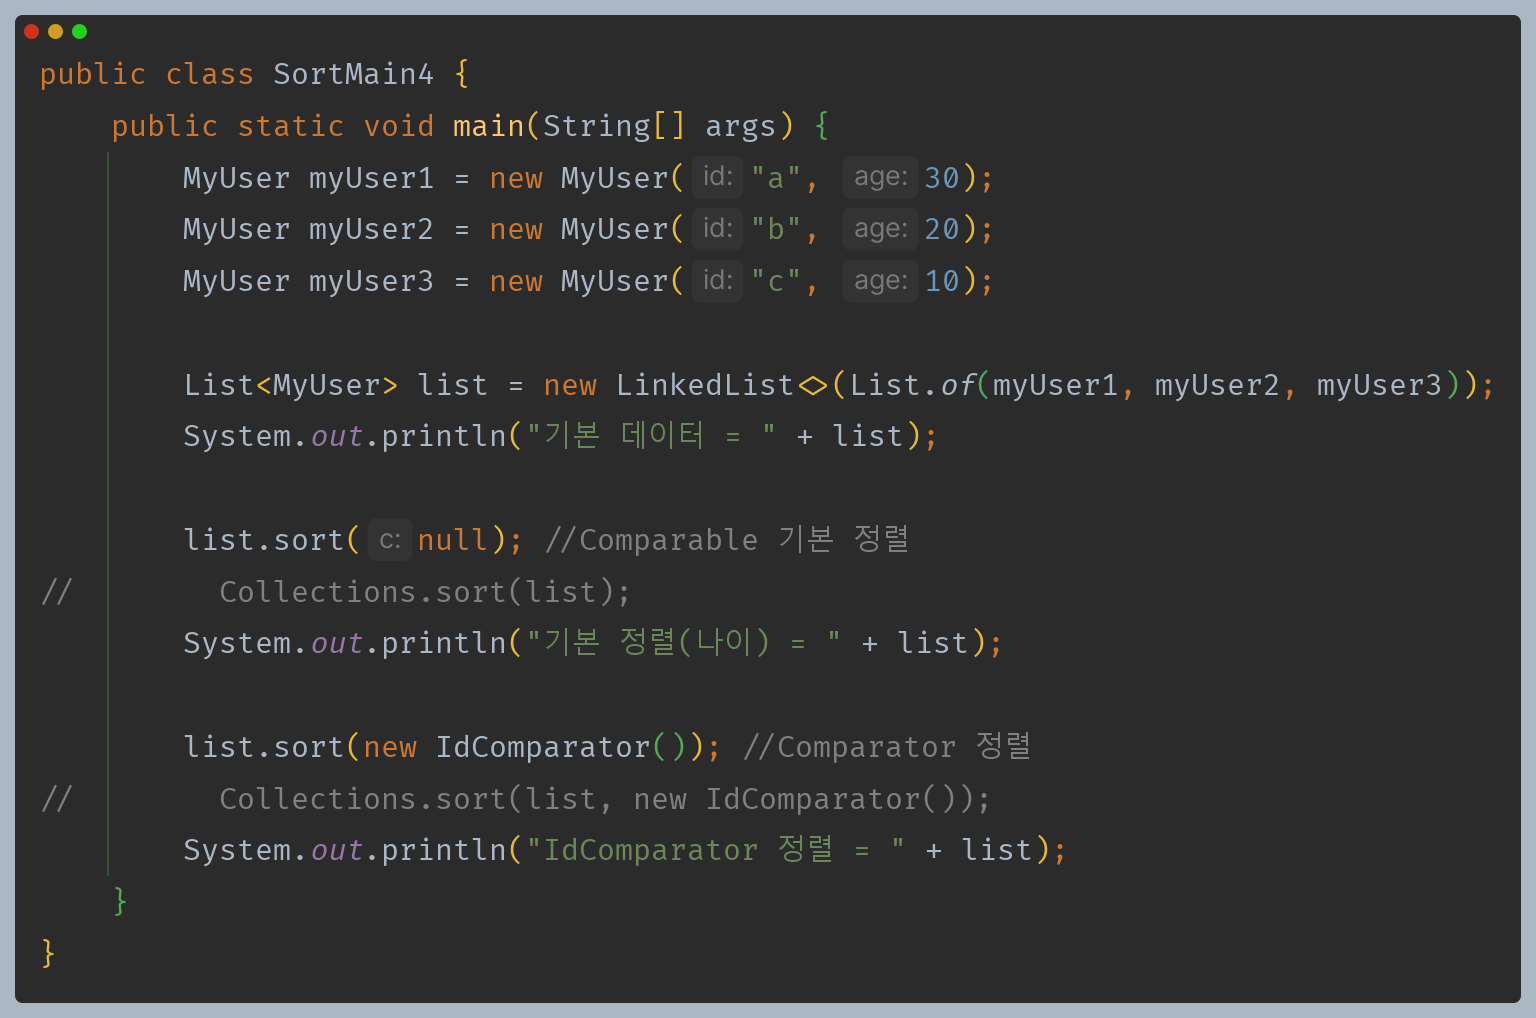 public class SortMain4 {
    public static void main(String[] args) {
        MyUser myUser1 = new MyUser( id: "a", age: 30);
        MyUser myUser2 = new MyUser( id: "b", age: 20);
        MyUser myUser3 = new MyUser( id: "c", age: 10);

        List<MyUser> list = new LinkedList<>(List.of(myUser1, myUser2, myUser3));
        System.out.println("기본 데이터 = " + list);

        list.sort( c: null); //Comparable 기본 정렬
//        Collections.sort(list);
        System.out.println("기본 정렬(나이) = " + list);

        list.sort(new IdComparator()); //Comparator 정렬
//        Collections.sort(list, new IdComparator());
        System.out.println("IdComparator 정렬 = " + list);
    }
}